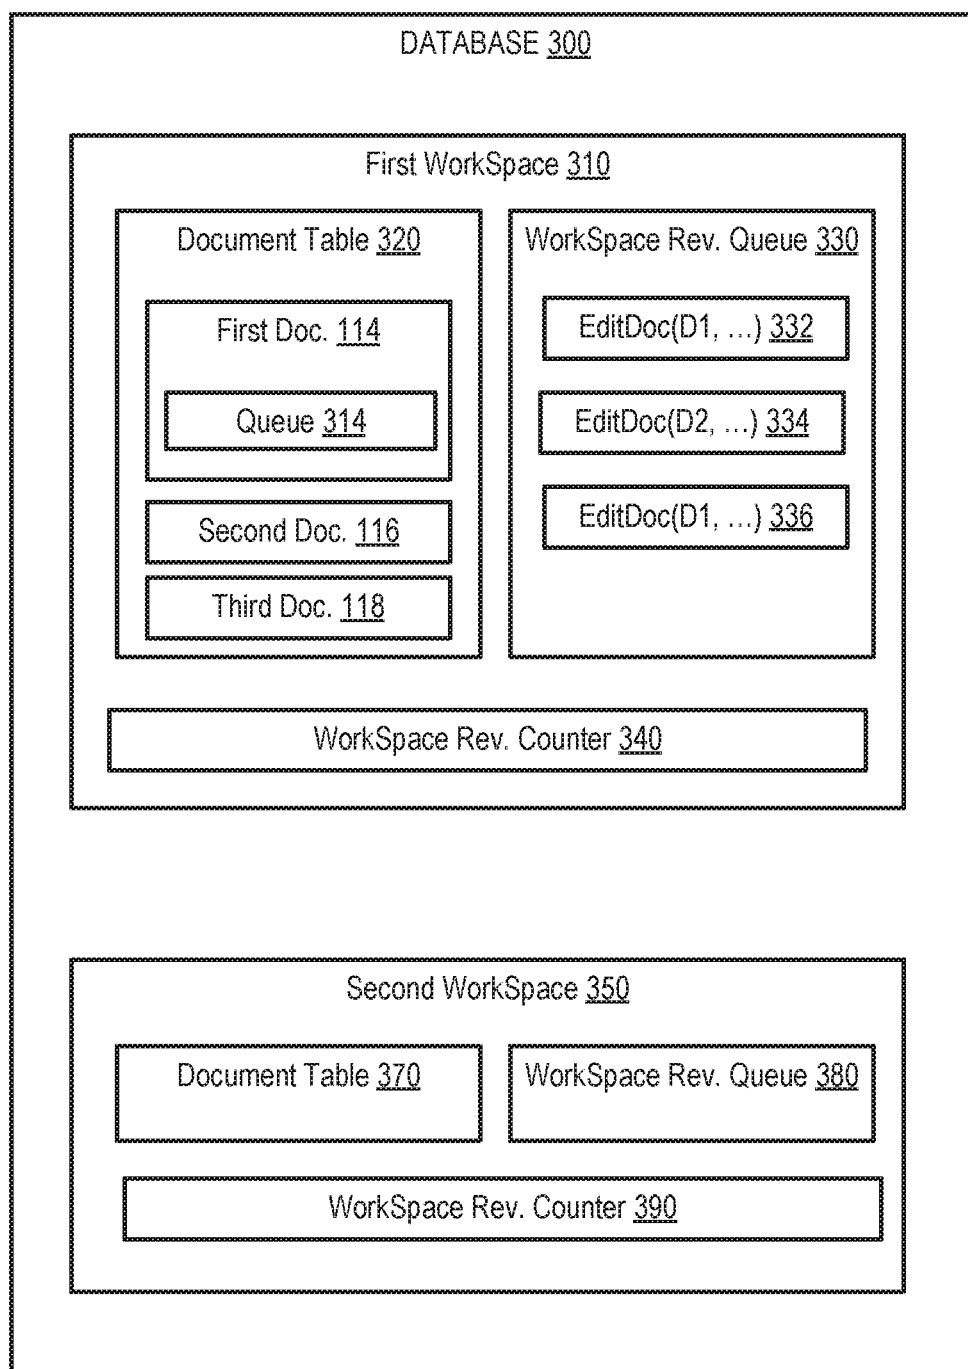 DATABASE 300
First WorkSpace 310
Document Table 320
First Doc. 114
Queue 314
Second Doc. 116
Third Doc. 118
WorkSpace Rev. Queue 330
EditDoc(D1, ...) 332
EditDoc(D2, ...) 334
EditDoc(D1, ...) 336
WorkSpace Rev. Counter 340
Second WorkSpace 350
Document Table 370
WorkSpace Rev. Queue 380
WorkSpace Rev. Counter 390